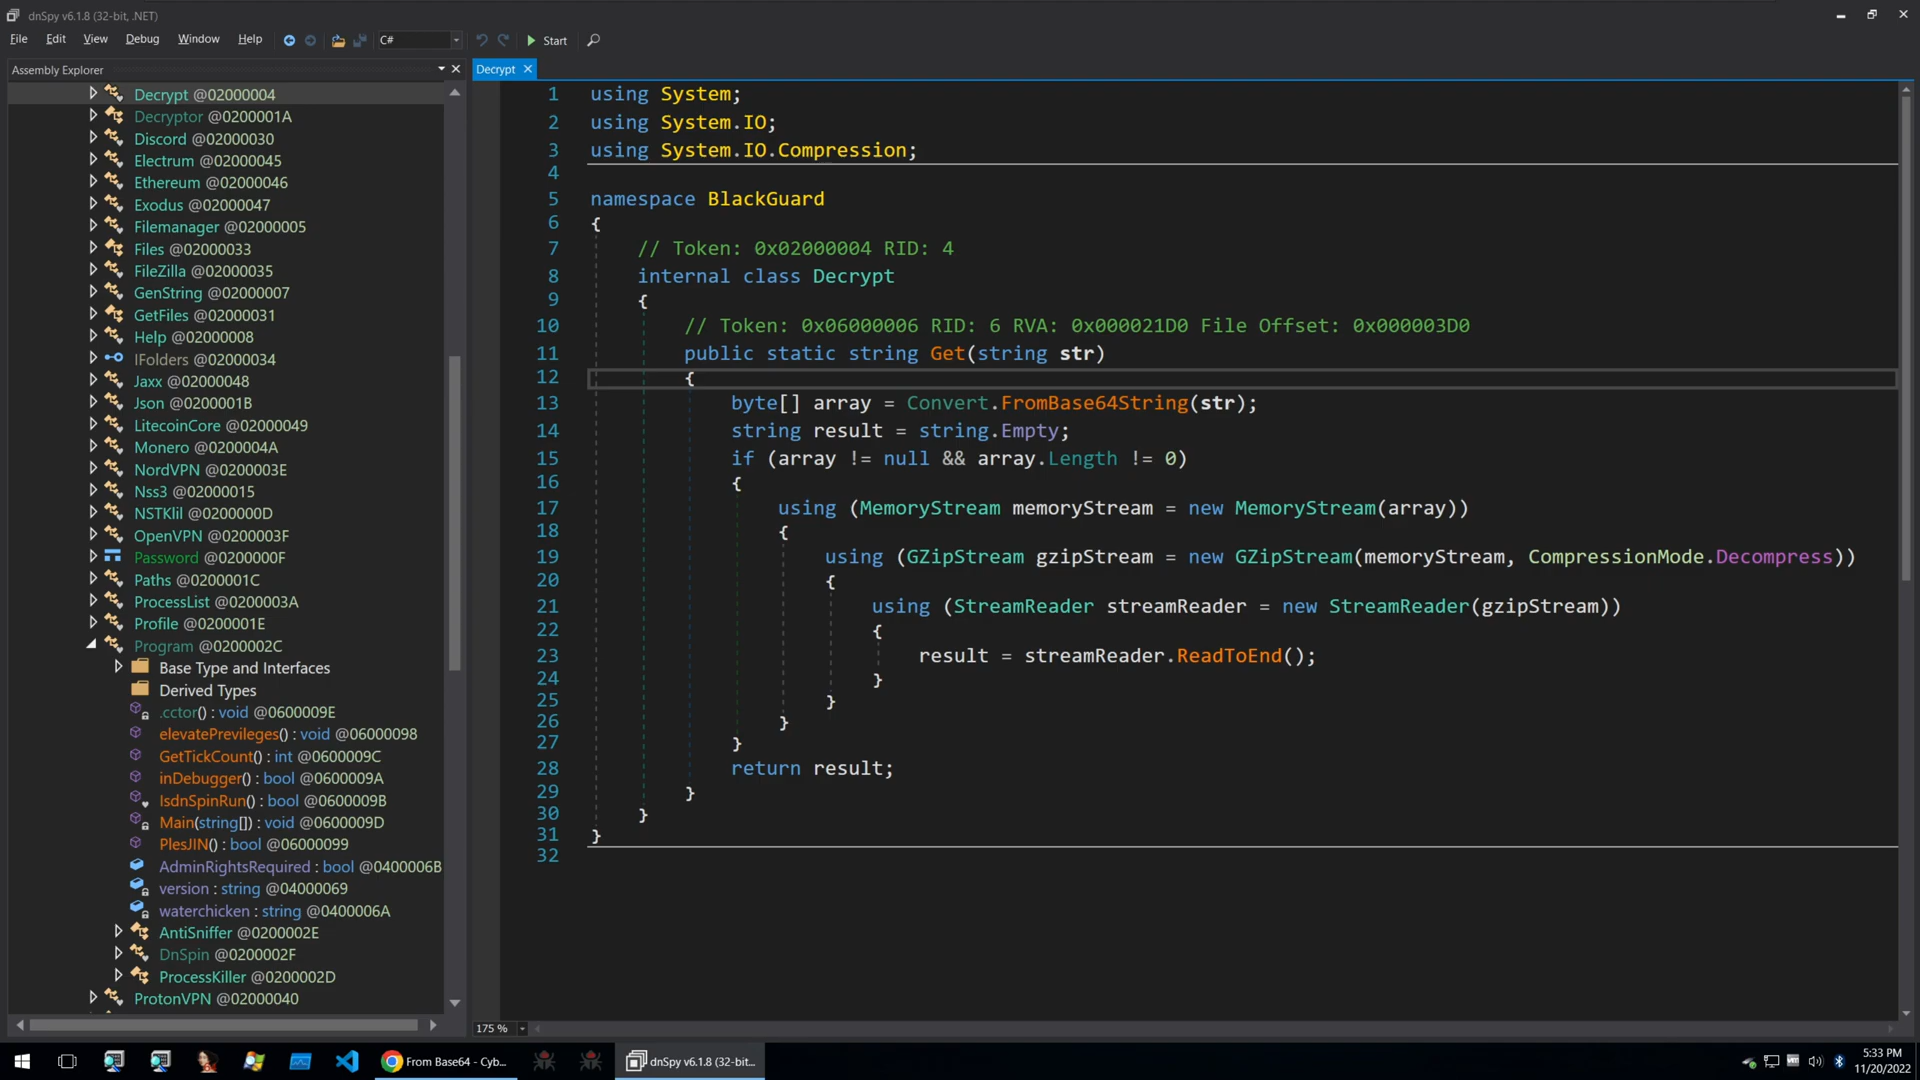 dnSpy v6.1.8 (32-bit, .NET)
File Edit View Debug Window Help C# Start
Assembly Explorer
Decrypt @02000004
Decryptor @0200001A
Discord @02000030
Electrum @02000045
Ethereum @02000046
Exodus @02000047
Filemanager @02000005
Files @02000033
FileZilla @02000035
GenString @02000007
GetFiles @02000031
Help @02000008
IFolders @02000034
Jaxx @02000048
Json @0200001B
LitecoinCore @02000049
Monero @0200004A
NordVPN @0200003E
Nss3 @02000015
NSTKlil @0200000D
OpenVPN @0200003F
Password @0200000F
Paths @0200001C
ProcessList @0200003A
Profile @0200001E
Program @0200002C
Base Type and Interfaces
Derived Types
.cctor() : void @0600009E
elevatePrevileges() : void @06000098
GetTickCount() : int @0600009C
inDebugger() : bool @0600009A
IsdnSpinRun() : bool @0600009B
Main(string[]) : void @0600009D
PlesJIN() : bool @06000099
AdminRightsRequired : bool @0400006B
version : string @04000069
waterchicken : string @0400006A
AntiSniffer @0200002E
DnSpin @0200002F
ProcessKiller @0200002D
ProtonVPN @02000040
Decrypt
1 using System;
2 using System.IO;
3 using System.IO.Compression;
4
5 namespace BlackGuard
6 {
7 // Token: 0x02000004 RID: 4
8 internal class Decrypt
9 {
10 // Token: 0x06000006 RID: 6 RVA: 0x000021D0 File Offset: 0x000003D0
11 public static string Get(string str)
12 {
13 byte[] array = Convert.FromBase64String(str);
14 string result = string.Empty;
15 if (array != null && array.Length != 0)
16 {
17 using (MemoryStream memoryStream = new MemoryStream(array))
18 {
19 using (GZipStream gzipStream = new GZipStream(memoryStream, CompressionMode.Decompress))
20 {
21 using (StreamReader streamReader = new StreamReader(gzipStream))
22 {
23 result = streamReader.ReadToEnd();
24 }
25 }
26 }
27 }
28 return result;
29 }
30 }
31 }
32
175 %
From Base64 - Cyb...
dnSpy v6.1.8 (32-bit...
5:33 PM
11/20/2022